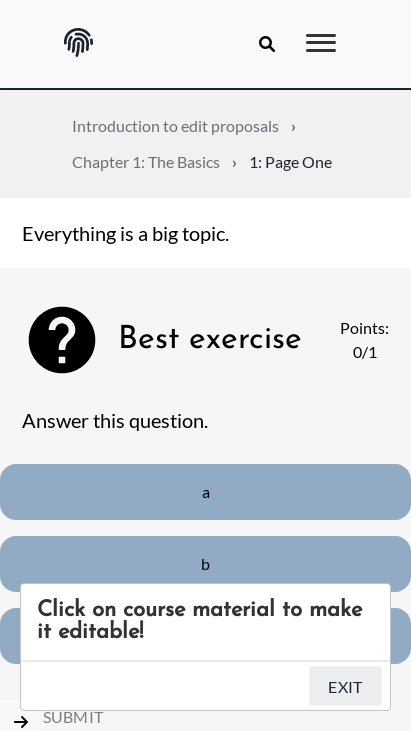 Introduction to edit proposals ›
Chapter 1: The Basics › 1: Page One
Everything is a big topic.
Best exercise
Points:
0/1
Answer this question.
a
b
Click on course material to make
it editable!
EXIT
SUBMIT